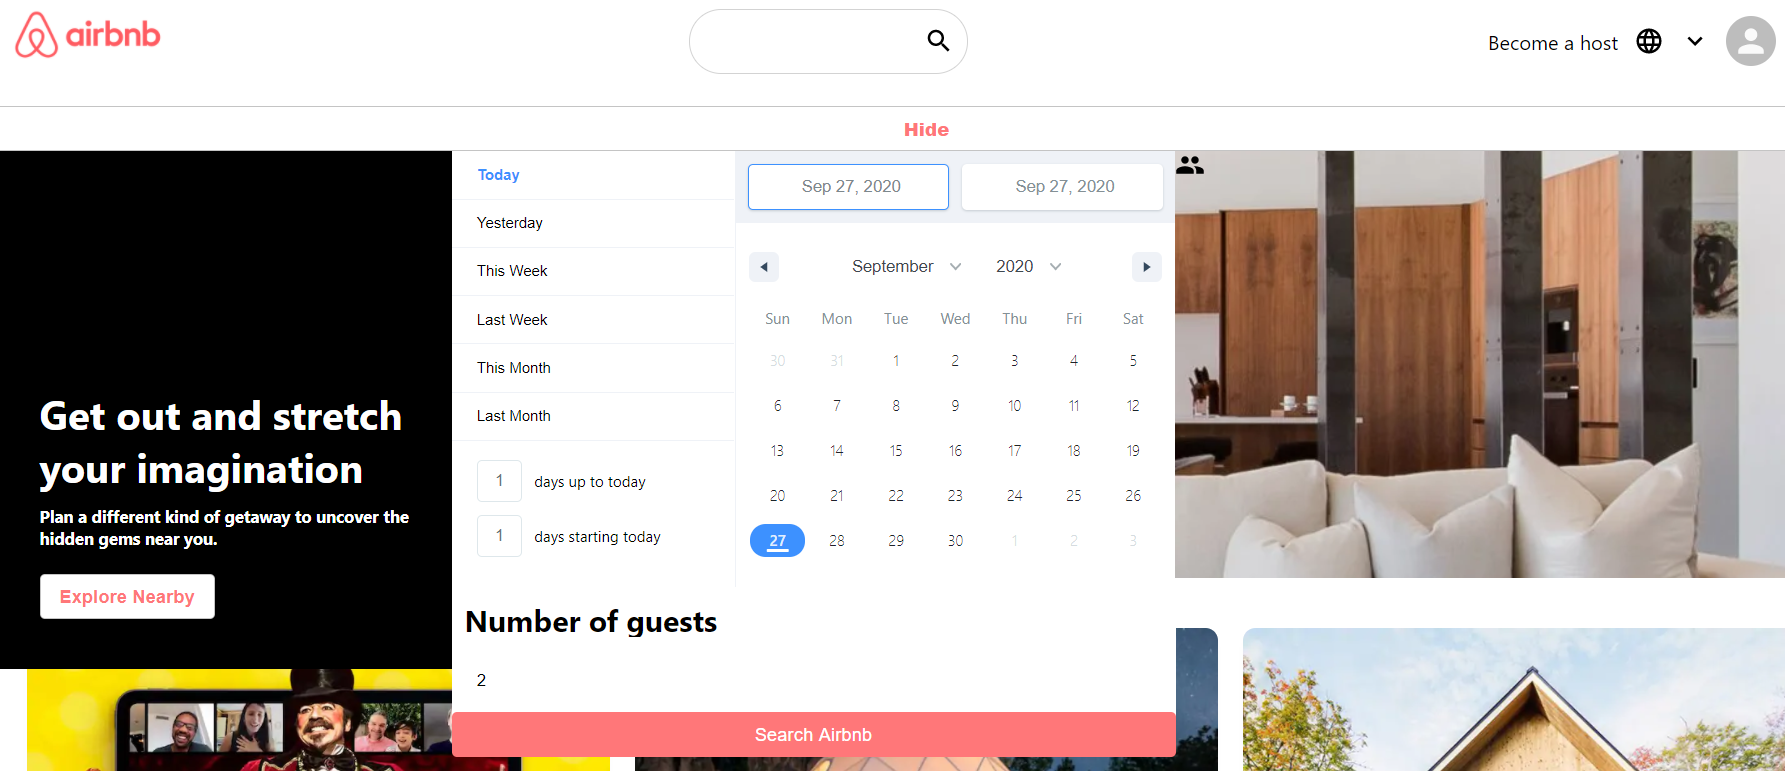 airbnb
Become a host
Hide
Today
Yesterday
This Week
Last Week
This Month
Last Month
1 days up to today
1 days starting today
Sep 27, 2020 Sep 27, 2020
September 2020
Sun Mon Tue Wed Thu Fri Sat
30 31 1 2 3 4 5
6 7 8 9 10 11 12
13 14 15 16 17 18 19
20 21 22 23 24 25 26
27 28 29 30 1 2 3
Get out and stretch
your imagination
Plan a different kind of getaway to uncover the
hidden gems near you.
Explore Nearby
Number of guests
2
Search Airbnb